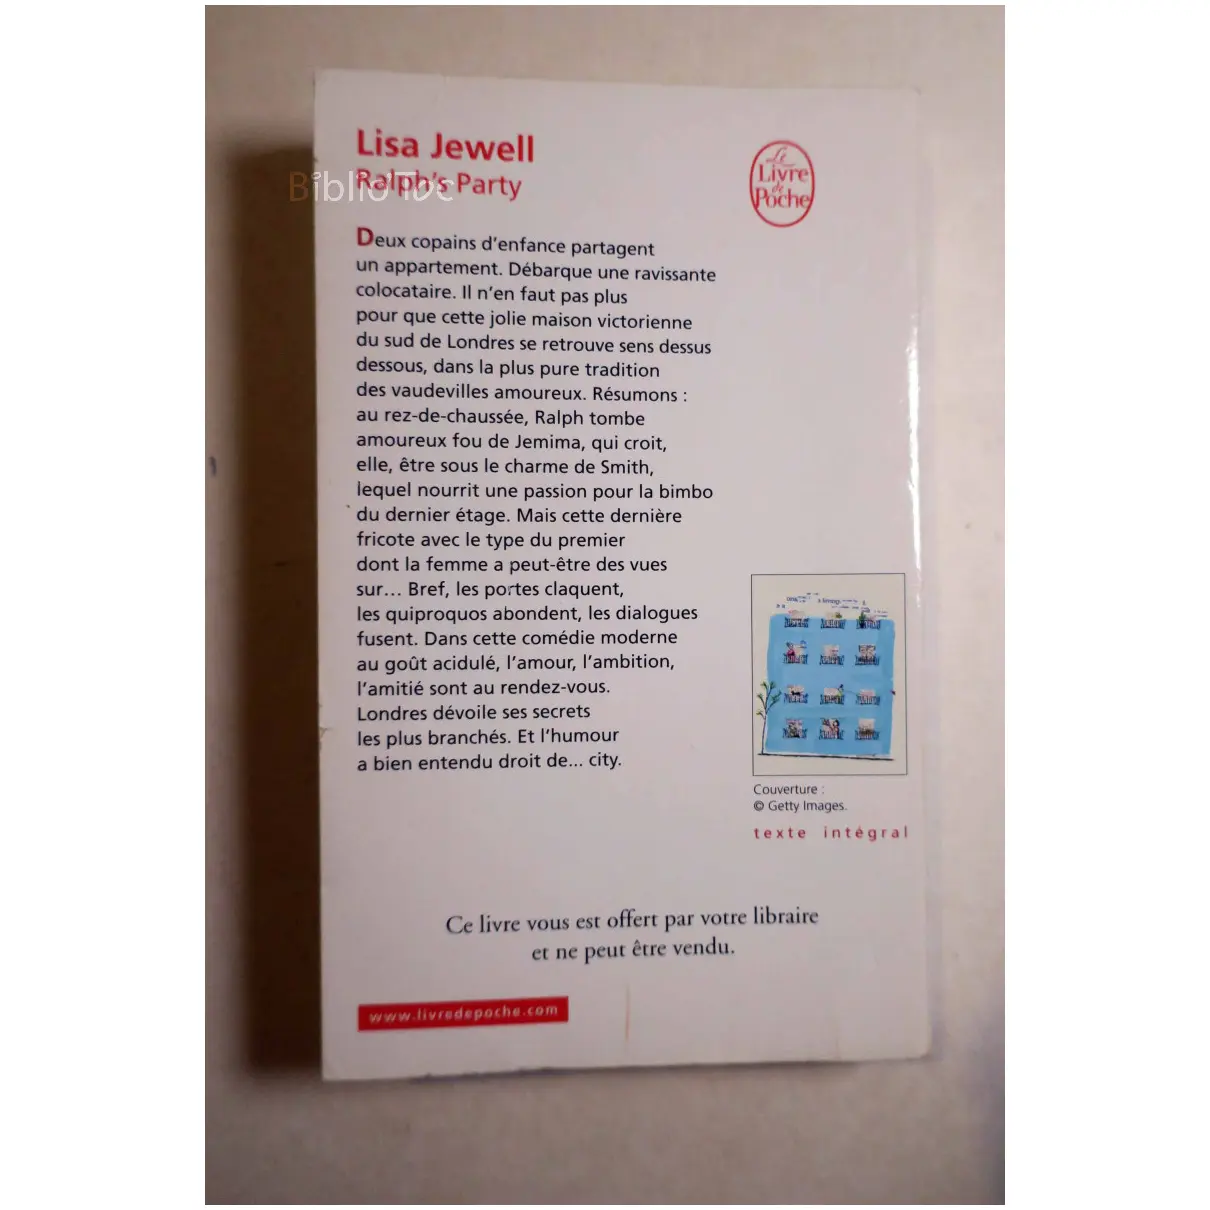 Lisa Jewell
Ralph's Party
Biblio'Toc
Le
Livre
de
Poche
Deux copains d'enfance partagent
un appartement. Débarque une ravissante
colocataire. Il n'en faut pas plus
pour que cette jolie maison victorienne
du sud de Londres se retrouve sens dessus
dessous, dans la plus pure tradition
des vaudevilles amoureux. Résumons :
au rez-de-chaussée, Ralph tombe
amoureux fou de Jemima, qui croit,
elle, être sous le charme de Smith,
lequel nourrit une passion pour la bimbo
du dernier étage. Mais cette dernière
fricote avec le type du premier
dont la femme a peut-être des vues
sur... Bref, les portes claquent,
les quiproquos abondent, les dialogues
fusent. Dans cette comédie moderne
au goût acidulé, l'amour, l'ambition,
l'amitié sont au rendez-vous.
Londres dévoile ses secrets
les plus branchés. Et l'humour
a bien entendu droit de... city.
Couverture :
© Getty Images.
texte intégral
Ce livre vous est offert par votre libraire
et ne peut être vendu.
www.livredepoche.com